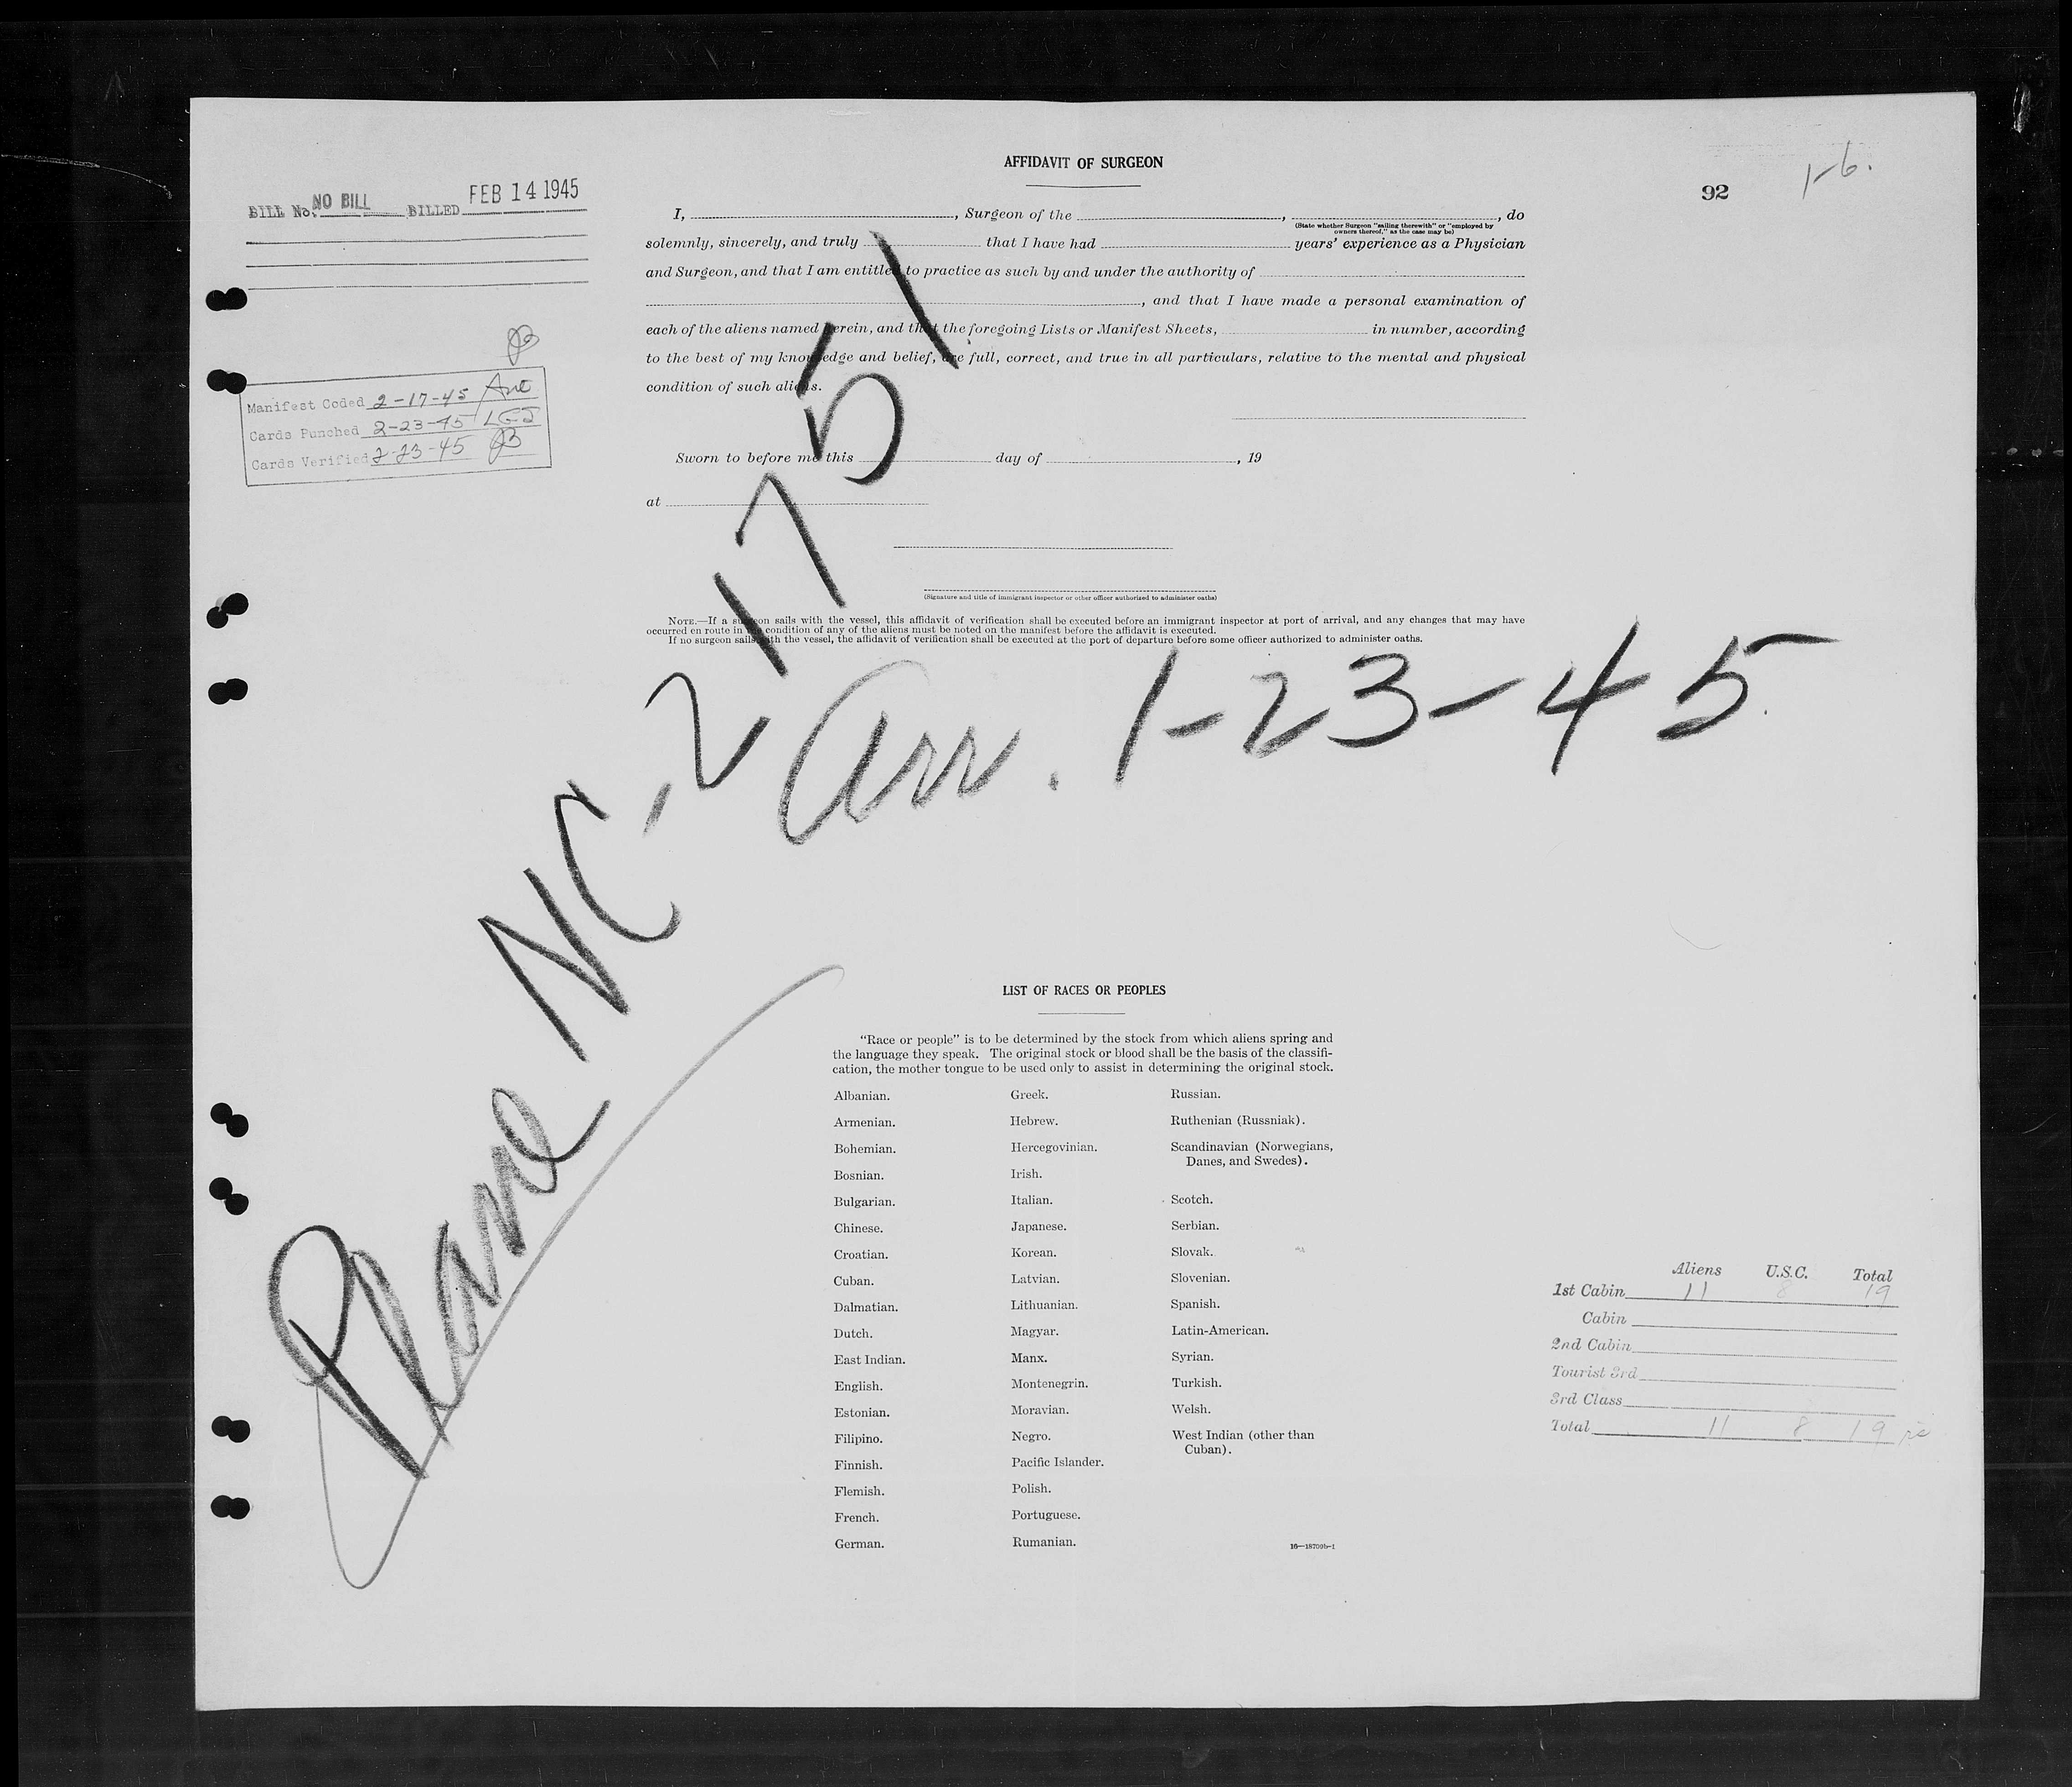 AFFIDAVIT OF SURGEON
92
1-6.
BILL No. NO BILL BILLED FEB 14 1945
I, , Surgeon of the , , do
(State whether Surgeon "sailing therewith" or "employed by
owners thereof," as the case may be)
solemnly, sincerely, and truly that I have had years' experience as a Physician
and Surgeon, and that I am entitled to practice as such by and under the authority of
, and that I have made a personal examination of
each of the aliens named herein, and that the foregoing Lists or Manifest Sheets, in number, according
to the best of my knowledge and belief, are full, correct, and true in all particulars, relative to the mental and physical
condition of such aliens.
Manifest Coded 2-17-45
Cards Punched 2-23-45 LGJ
Cards Verified 2-23-45 JB
Sworn to before me this day of , 19
at
(Signature and title of immigrant inspector or other officer authorized to administer oaths)
NOTE.—If a surgeon sails with the vessel, this affidavit of verification shall be executed before an immigrant inspector at port of arrival, and any changes that may have
occurred en route in the condition of any of the aliens must be noted on the manifest before the affidavit is executed.
If no surgeon sails with the vessel, the affidavit of verification shall be executed at the port of departure before some officer authorized to administer oaths.
Plane NC-21751
Arr. 1-23-45
LIST OF RACES OR PEOPLES
"Race or people" is to be determined by the stock from which aliens spring and
the language they speak. The original stock or blood shall be the basis of the classifi-
cation, the mother tongue to be used only to assist in determining the original stock.
Albanian.
Armenian.
Bohemian.
Bosnian.
Bulgarian.
Chinese.
Croatian.
Cuban.
Dalmatian.
Dutch.
East Indian.
English.
Estonian.
Filipino.
Finnish.
Flemish.
French.
German.
Greek.
Hebrew.
Hercegovinian.
Irish.
Italian.
Japanese.
Korean.
Latvian.
Lithuanian.
Magyar.
Manx.
Montenegrin.
Moravian.
Negro.
Pacific Islander.
Polish.
Portuguese.
Rumanian.
Russian.
Ruthenian (Russniak).
Scandinavian (Norwegians,
Danes, and Swedes).
Scotch.
Serbian.
Slovak.
Slovenian.
Spanish.
Latin-American.
Syrian.
Turkish.
Welsh.
West Indian (other than
Cuban).
16—18709b-1
Aliens U.S.C. Total
1st Cabin 11 8 19
Cabin
2nd Cabin
Tourist 3rd
3rd Class
Total 11 8 19